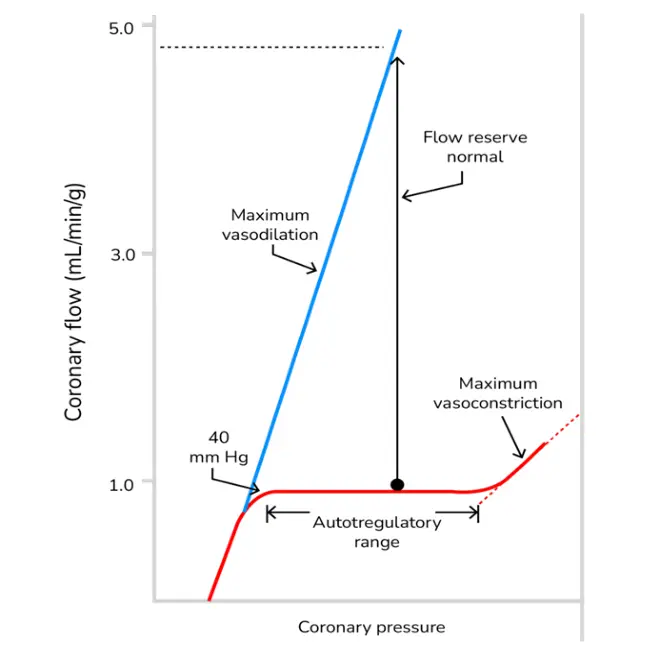 5.0
Flow reserve
normal
Maximum
vasodilation
3.0
Coronary flow (mL/min/g)
Maximum
vasoconstriction
40
mm Hg
1.0
Autotregulatory
range
Coronary pressure